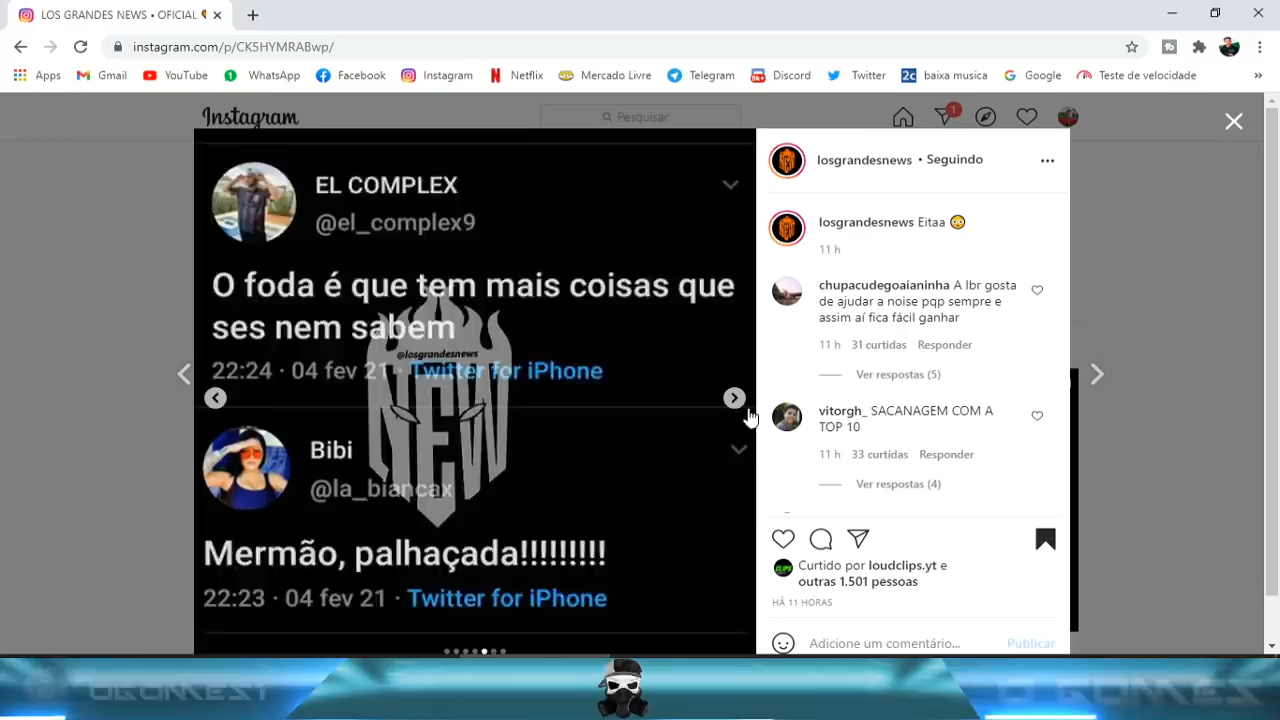 LOS GRANDES NEWS • OFICIAL
instagram.com/p/CK5HYMRABwp/
Apps Gmail YouTube WhatsApp Facebook Instagram Netflix Mercado Livre Telegram Discord Twitter baixa musica Google Teste de velocidade »
Instagram
Pesquisar
1
EL COMPLEX
@el_complex9
O foda é que tem mais coisas que
ses nem sabem
@losgrandesnews
22:24 · 04 fev 21 · Twitter for iPhone
NEW
Bibi
@la_biancax
Mermão, palhaçada!!!!!!!!!
22:23 · 04 fev 21 · Twitter for iPhone
losgrandesnews • Seguindo
losgrandesnews Eitaa 😳
11 h
chupacudegoaianinha A lbr gosta
de ajudar a noise pqp sempre e
assim aí fica fácil ganhar
11 h 31 curtidas Responder
Ver respostas (5)
vitorgh_ SACANAGEM COM A
TOP 10
11 h 33 curtidas Responder
Ver respostas (4)
Curtido por loudclips.yt e
outras 1.501 pessoas
HÁ 11 HORAS
Adicione um comentário... Publicar